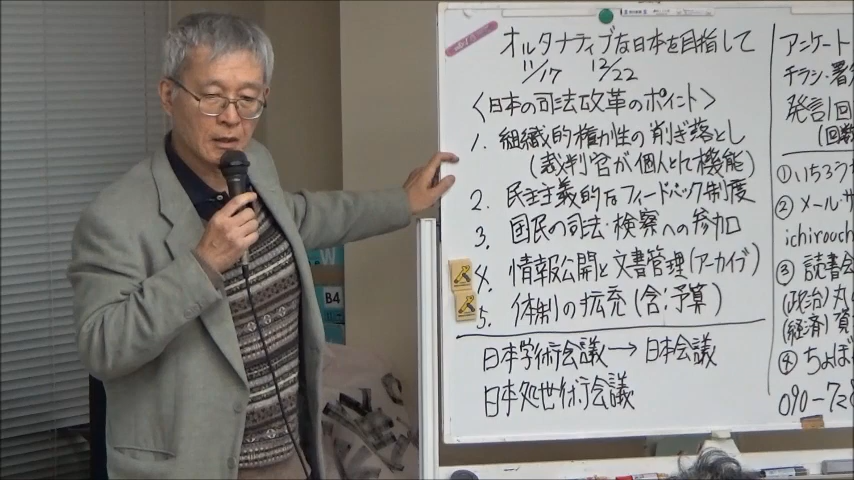 オルタナティブな日本を目指して
11/17 12/22
〈日本の司法改革のポイント〉
1. 組織的権力性の削ぎ落とし
(裁判官が個人として機能)
2. 民主主義的なフィードバック制度
3. 国民の司法・検察への参加
4. 情報公開と文書管理(アーカイブ)
5. 体制の拡充(含:予算)
日本学術会議→日本会議
日本処世術会議
アンケート
チラシ・署
発言1回
(回数
①いちろう
②メール・サ
ichirouch
③読書会
(政治)丸
(経済)資
④ちょぼ
090-728
W
B4